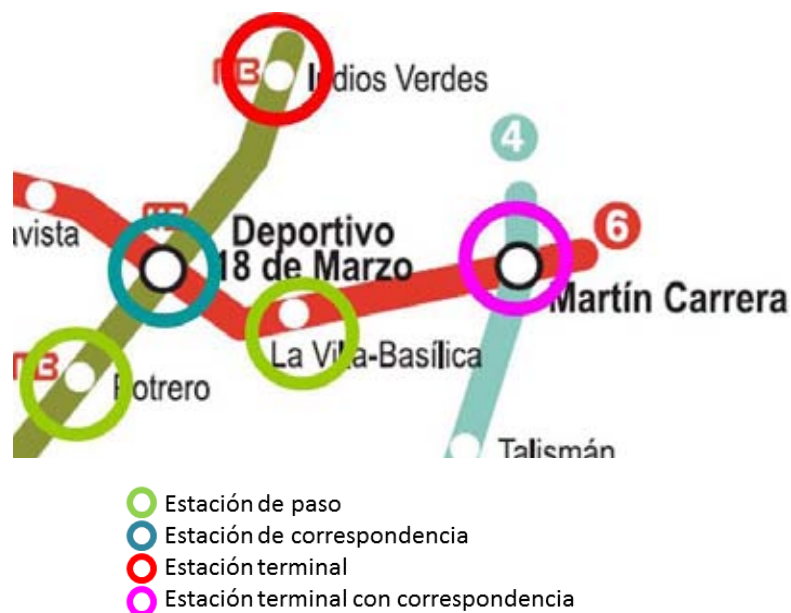 Indios Verdes
4
6
avista
Deportivo
18 de Marzo
Martín Carrera
La Villa-Basílica
Potrero
Talismán
Estación de paso
Estación de correspondencia
Estación terminal
Estación terminal con correspondencia